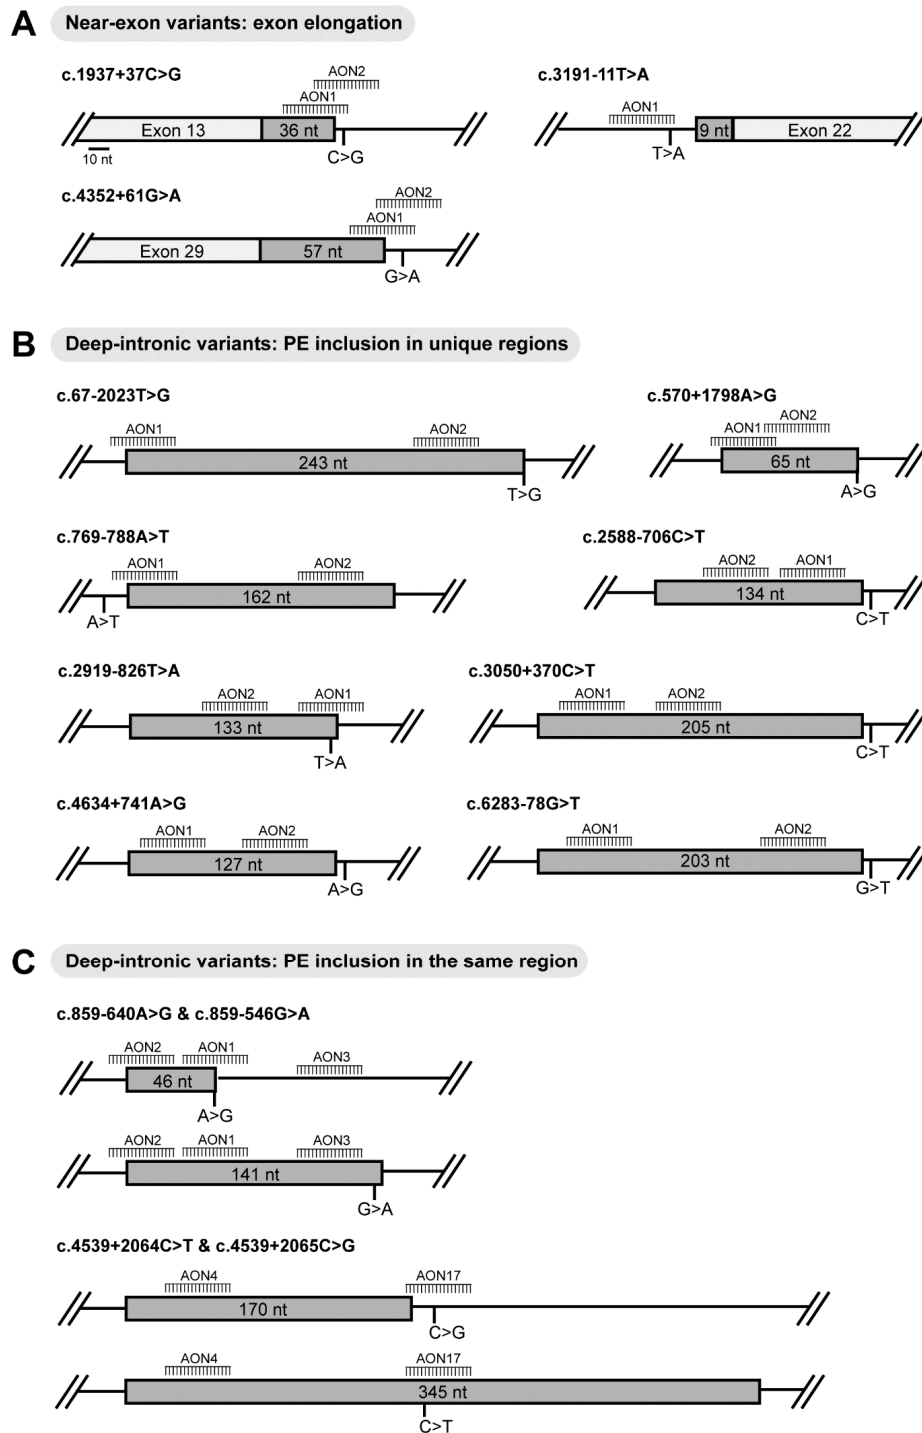 A Near-exon variants: exon elongation
c.1937+37C>G
AON2
AON1
Exon 13 36 nt
C>G
10 nt
c.3191-11T>A
AON1
9 nt Exon 22
T>A
c.4352+61G>A
AON2
AON1
Exon 29 57 nt
G>A
B Deep-intronic variants: PE inclusion in unique regions
c.67-2023T>G
AON1 AON2
243 nt
T>G
c.570+1798A>G
AON2
AON1
65 nt
A>G
c.769-788A>T
AON1 AON2
162 nt
A>T
c.2588-706C>T
AON2 AON1
134 nt
C>T
c.2919-826T>A
AON2 AON1
133 nt
T>A
c.3050+370C>T
AON1 AON2
205 nt
C>T
c.4634+741A>G
AON1 AON2
127 nt
A>G
c.6283-78G>T
AON1 AON2
203 nt
G>T
C Deep-intronic variants: PE inclusion in the same region
c.859-640A>G & c.859-546G>A
AON2 AON1 AON3
46 nt
A>G
AON2 AON1 AON3
141 nt
G>A
c.4539+2064C>T & c.4539+2065C>G
AON4 AON17
170 nt
C>G
AON4 AON17
345 nt
C>T